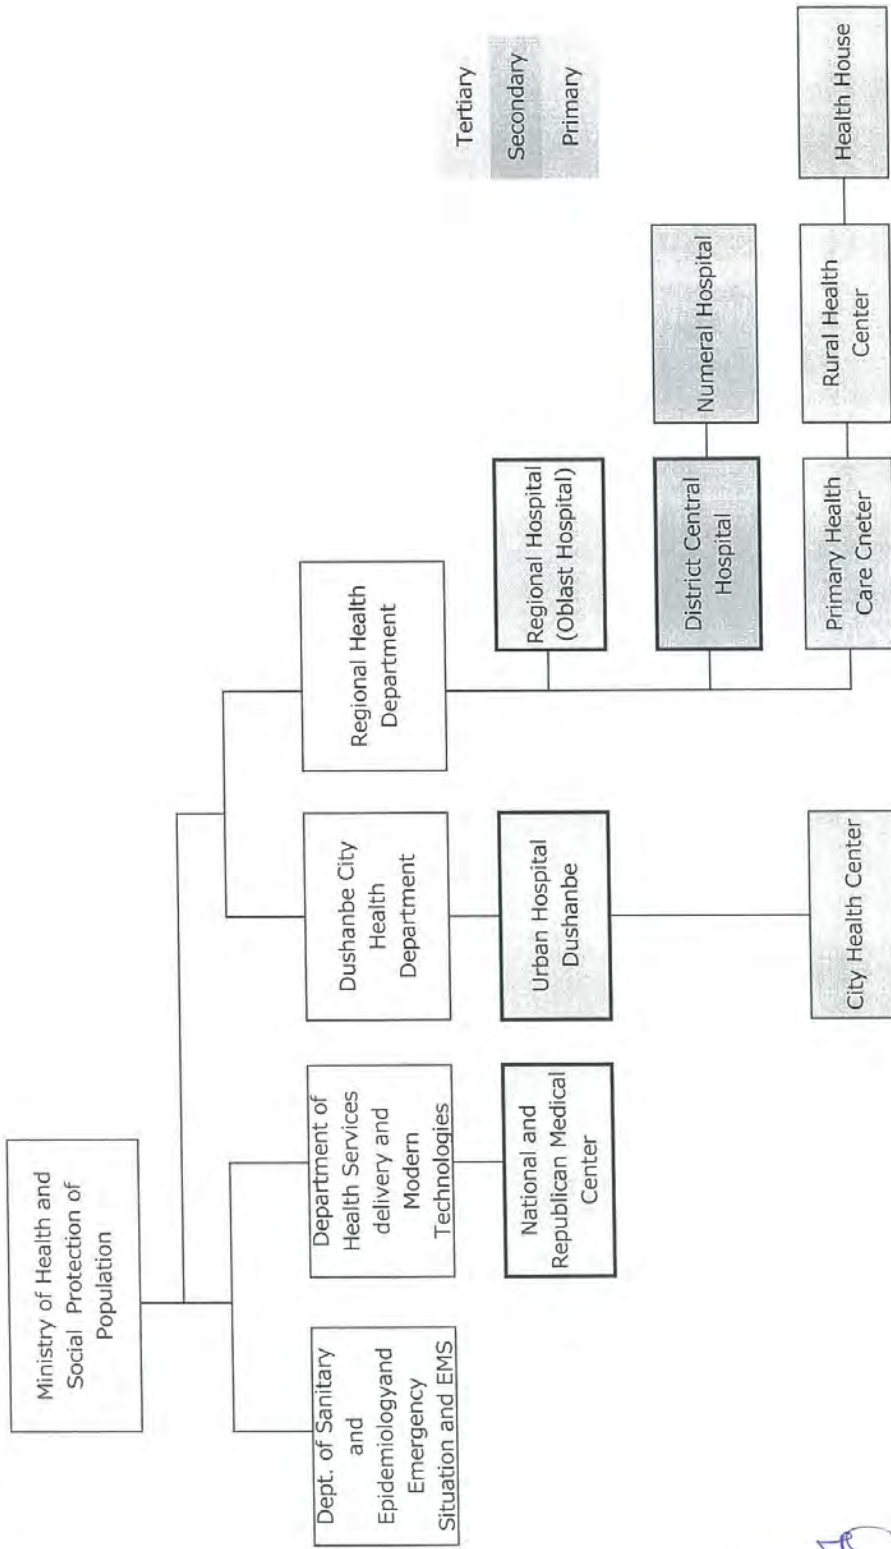 Ministry of Health and
Social Protection of
Population
Dept. of Sanitary
and
Epidemiologyand
Emergency
Situation and EMS
Department of
Health Services
delivery and
Modern
Technologies
Dushanbe City
Health
Department
Regional Health
Department
National and
Republican Medical
Center
Urban Hospital
Dushanbe
Regional Hospital
(Oblast Hospital)
District Central
Hospital
Numeral Hospital
City Health Center
Primary Health
Care Cneter
Rural Health
Center
Health House
Tertiary
Secondary
Primary